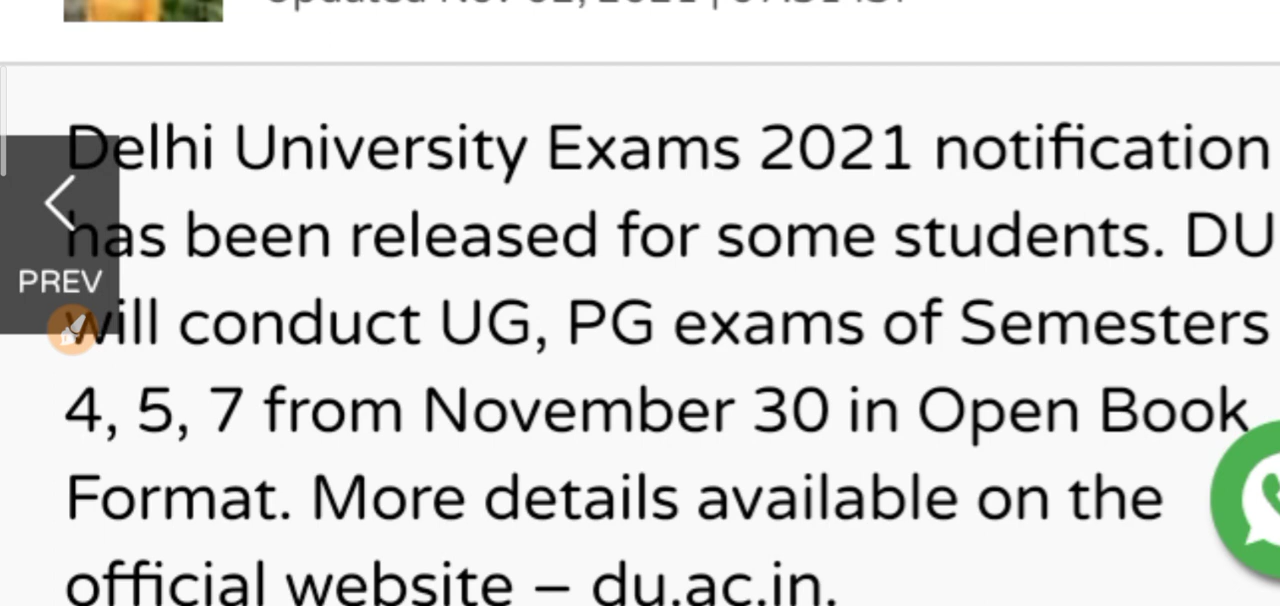 Delhi University Exams 2021 notification
has been released for some students. DU
PREV
will conduct UG, PG exams of Semesters
4, 5, 7 from November 30 in Open Book
Format. More details available on the
official website – du.ac.in.